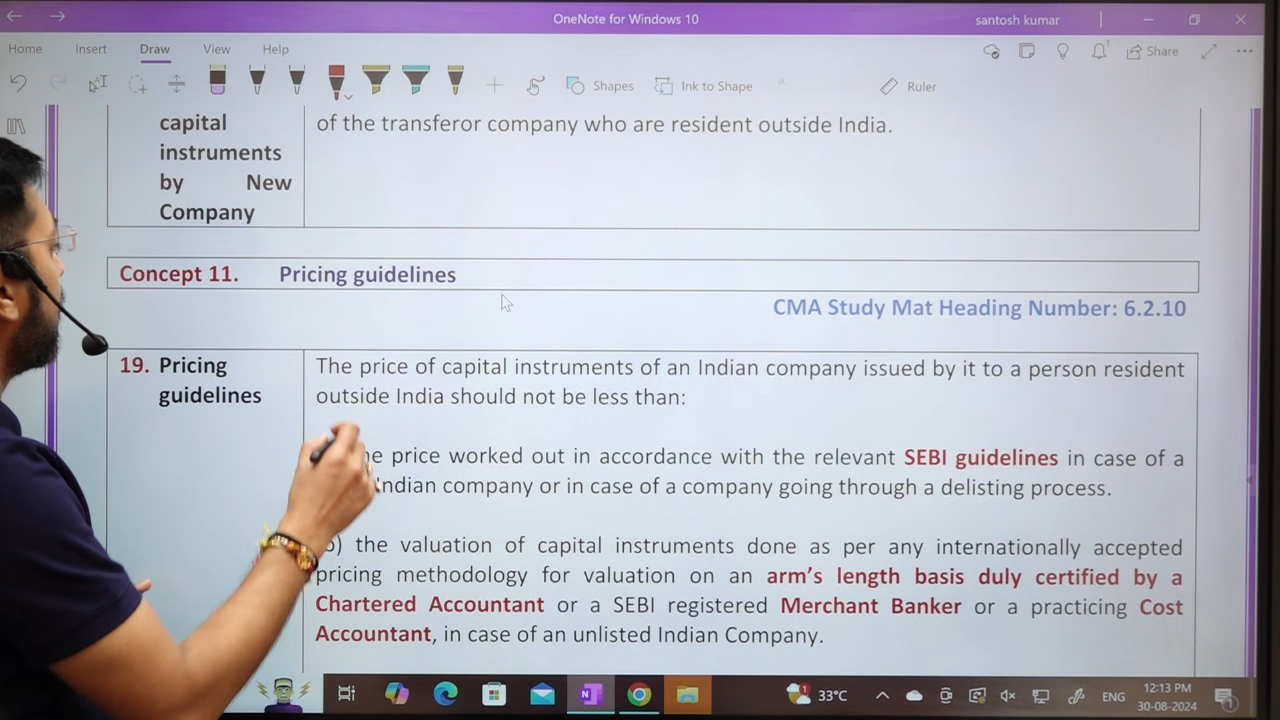 OneNote for Windows 10
santosh kumar
Home Insert Draw View Help
Share
Shapes
Ink to Shape
Ruler
capital
instruments
by New
Company
of the transferor company who are resident outside India.
Concept 11. Pricing guidelines
CMA Study Mat Heading Number: 6.2.10
19. Pricing
guidelines
The price of capital instruments of an Indian company issued by it to a person resident
outside India should not be less than:
price worked out in accordance with the relevant SEBI guidelines in case of a
Indian company or in case of a company going through a delisting process.
) the valuation of capital instruments done as per any internationally accepted
pricing methodology for valuation on an arm's length basis duly certified by a
Chartered Accountant or a SEBI registered Merchant Banker or a practicing Cost
Accountant, in case of an unlisted Indian Company.
33°C
ENG
12:13 PM
30-08-2024